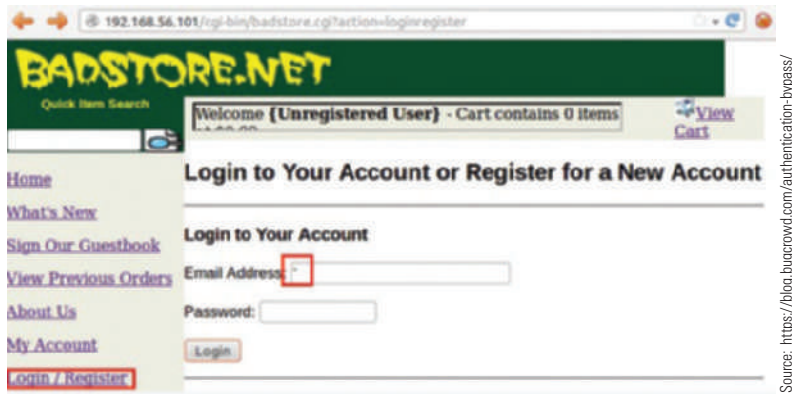 192.168.56.101/cgi-bin/badstore.cgi?action=loginregister
BADSTORE.NET
Quick Item Search
Welcome {Unregistered User} - Cart contains 0 items
View Cart
Home
What's New
Sign Our Guestbook
View Previous Orders
About Us
My Account
Login / Register
Login to Your Account or Register for a New Account
Login to Your Account
Email Address: '
Password:
Login
Source: https://blog.bugcrowd.com/authentication-bypass/